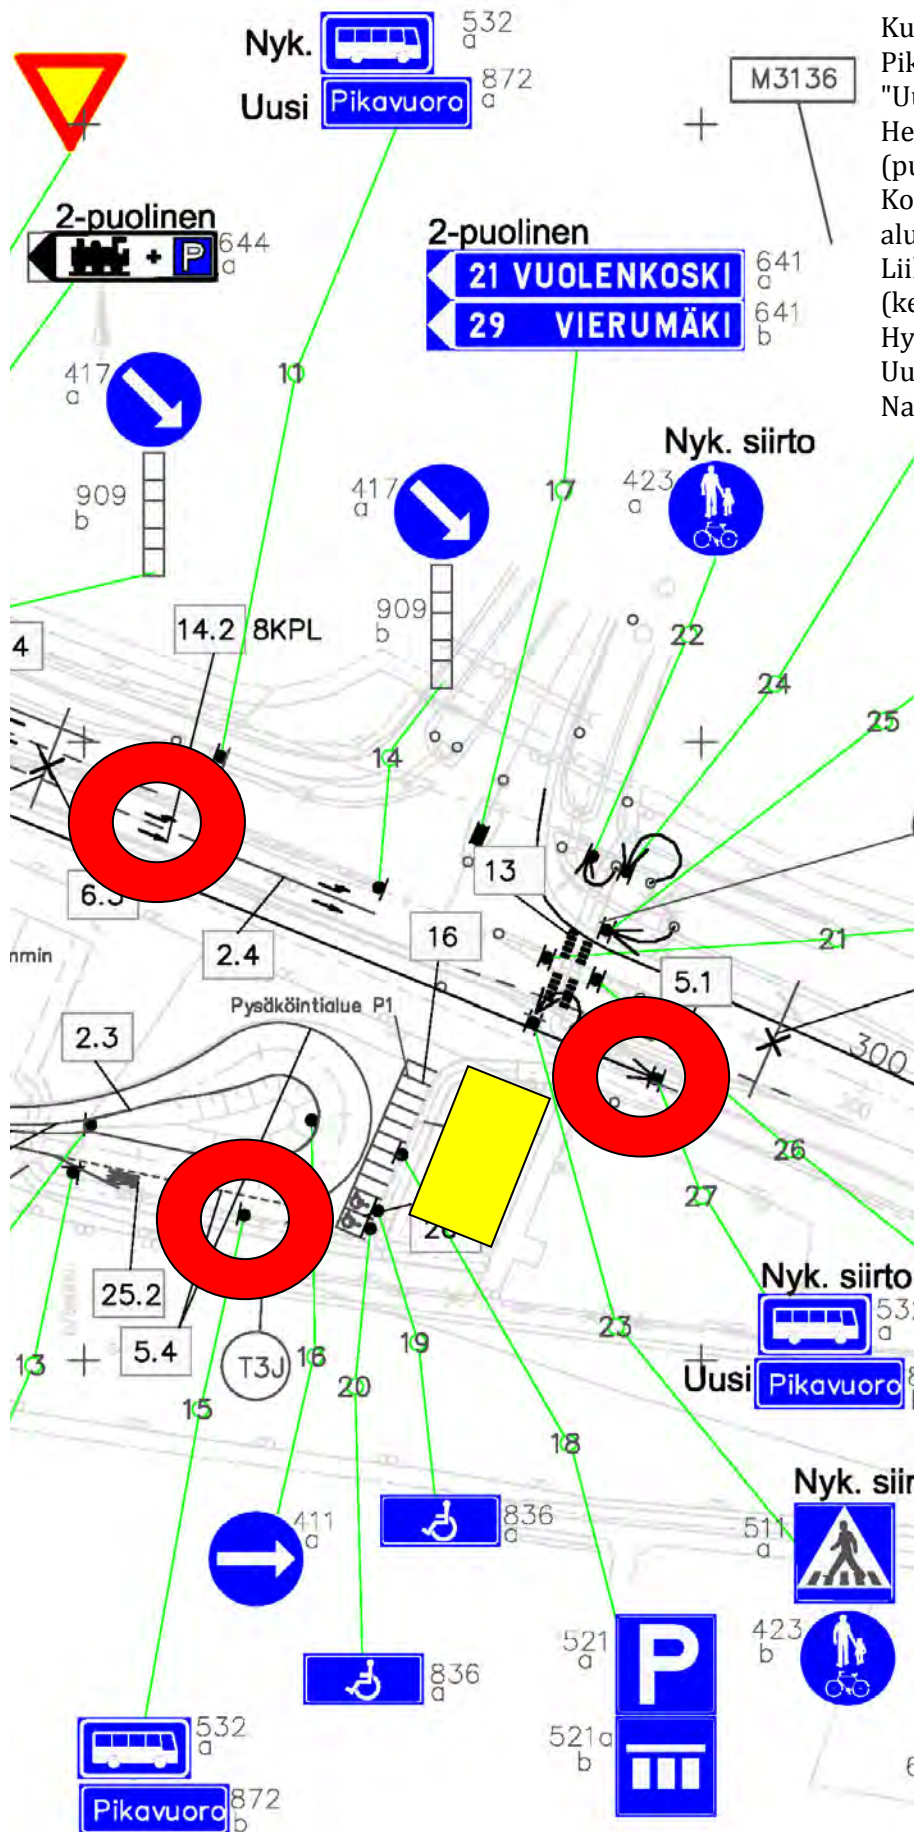 Nyk.
532
a
Uusi
Pikavuoro
872
a
M3136
2-puolinen
+ P
644
a
2-puolinen
21 VUOLENKOSKI
641
a
29 VIERUMÄKI
641
b
417
a
11
909
b
417
a
17
Nyk. siirto
423
a
909
b
22
14.2 8KPL
4
24
25
14
13
6.3
2.4
16
21
mmin
Pysäköintialue P1
5.1
2.3
300
26
27
25.2
5.4
T3J
13
15
16
20
19
23
18
Nyk. siirto
532
a
Uusi
Pikavuoro
411
a
836
a
511
a
836
a
521
a
P
423
b
521a
b
532
a
Pikavuoro
872
b